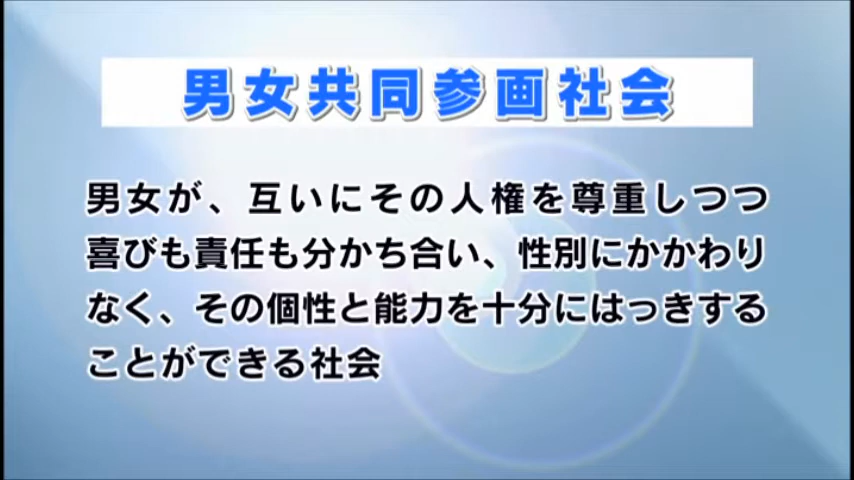 男女共同参画社会
男女が、互いにその人権を尊重しつつ
喜びも責任も分かち合い、性別にかかわり
なく、その個性と能力を十分にはっきする
ことができる社会